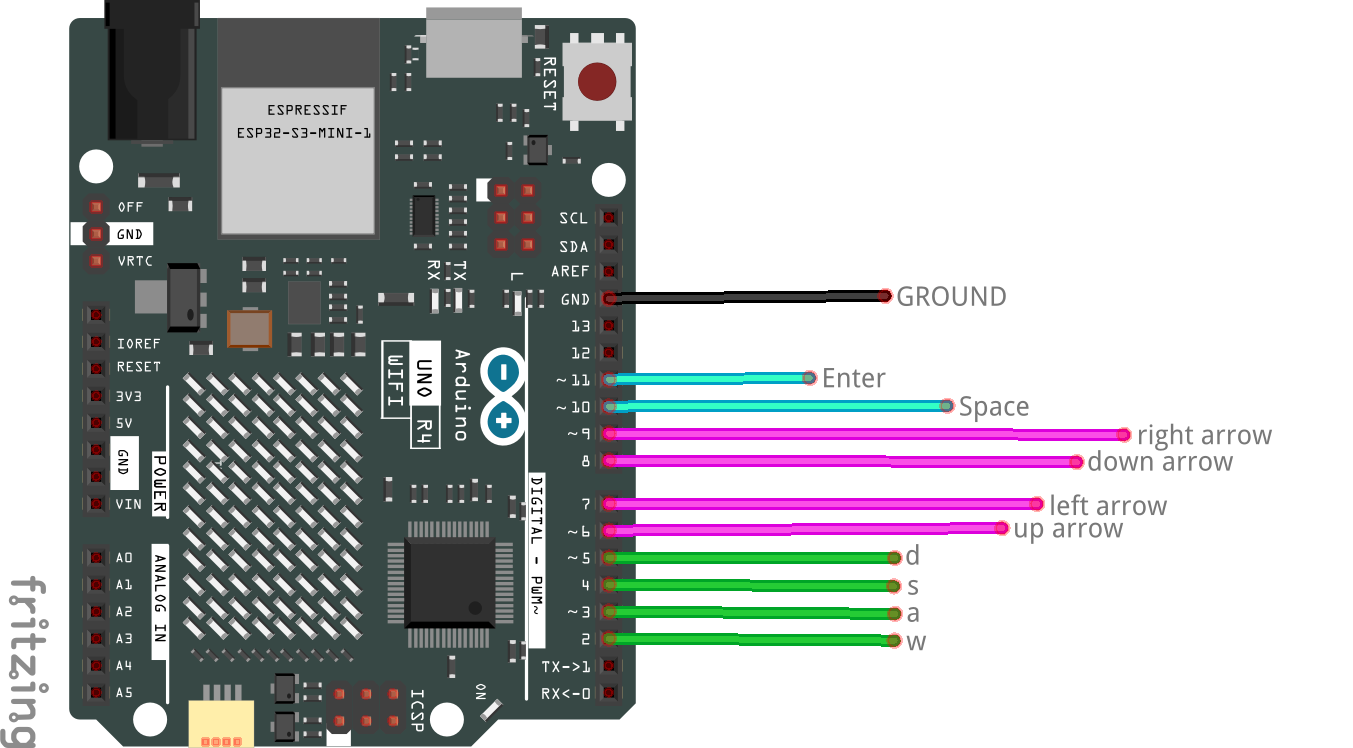 ESPRESSIF
ESP32-S3-MINI-1
RESET
OFF
GND
VRTC
IOREF
RESET
3V3
5V
GND
VIN
POWER
A0
A1
A2
A3
A4
A5
ANALOG IN
RX
TX
L
WIFI
UNO
R4
Arduino
DIGITAL - PWM~
ICSP
ON
SCL
SDA
AREF
GND GROUND
13
12
~11 Enter
~10 Space
~9 right arrow
8 down arrow
7 left arrow
~6 up arrow
~5 d
4 s
~3 a
2 w
TX->1
RX<-0
fritzing